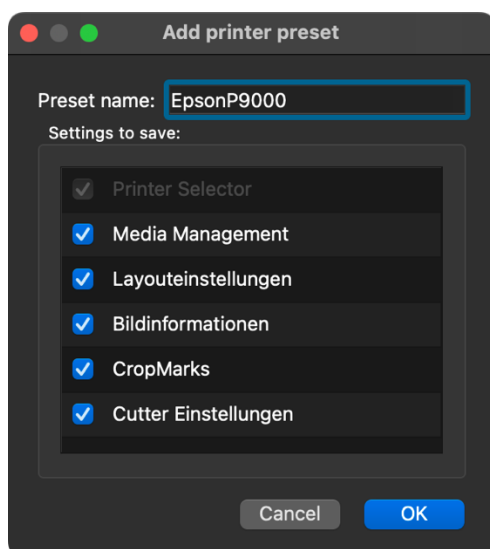 Add printer preset
Preset name: EpsonP9000
Settings to save:
Printer Selector
Media Management
Layouteinstellungen
Bildinformationen
CropMarks
Cutter Einstellungen
Cancel OK